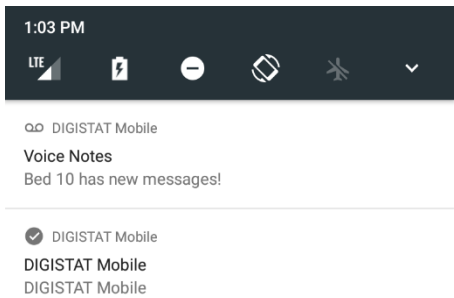 1:03 PM
LTE
DIGISTAT Mobile
Voice Notes
Bed 10 has new messages!
DIGISTAT Mobile
DIGISTAT Mobile
DIGISTAT Mobile